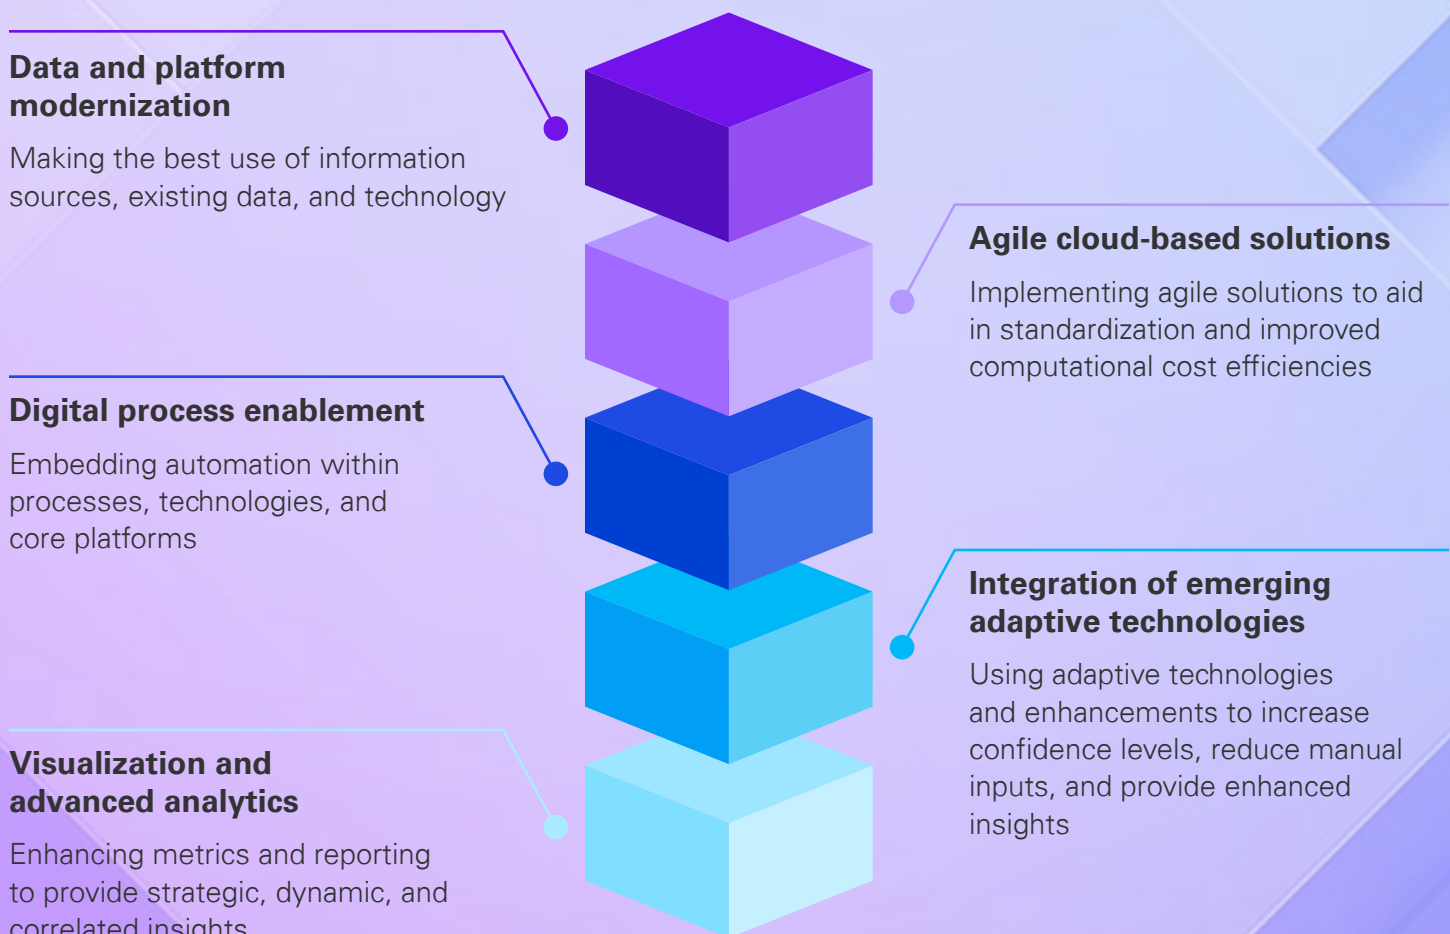 Data and platform
modernization
Making the best use of information
sources, existing data, and technology
Agile cloud-based solutions
Implementing agile solutions to aid
in standardization and improved
computational cost efficiencies
Digital process enablement
Embedding automation within
processes, technologies, and
core platforms
Integration of emerging
adaptive technologies
Using adaptive technologies
and enhancements to increase
confidence levels, reduce manual
inputs, and provide enhanced
insights
Visualization and
advanced analytics
Enhancing metrics and reporting
to provide strategic, dynamic, and
correlated insights